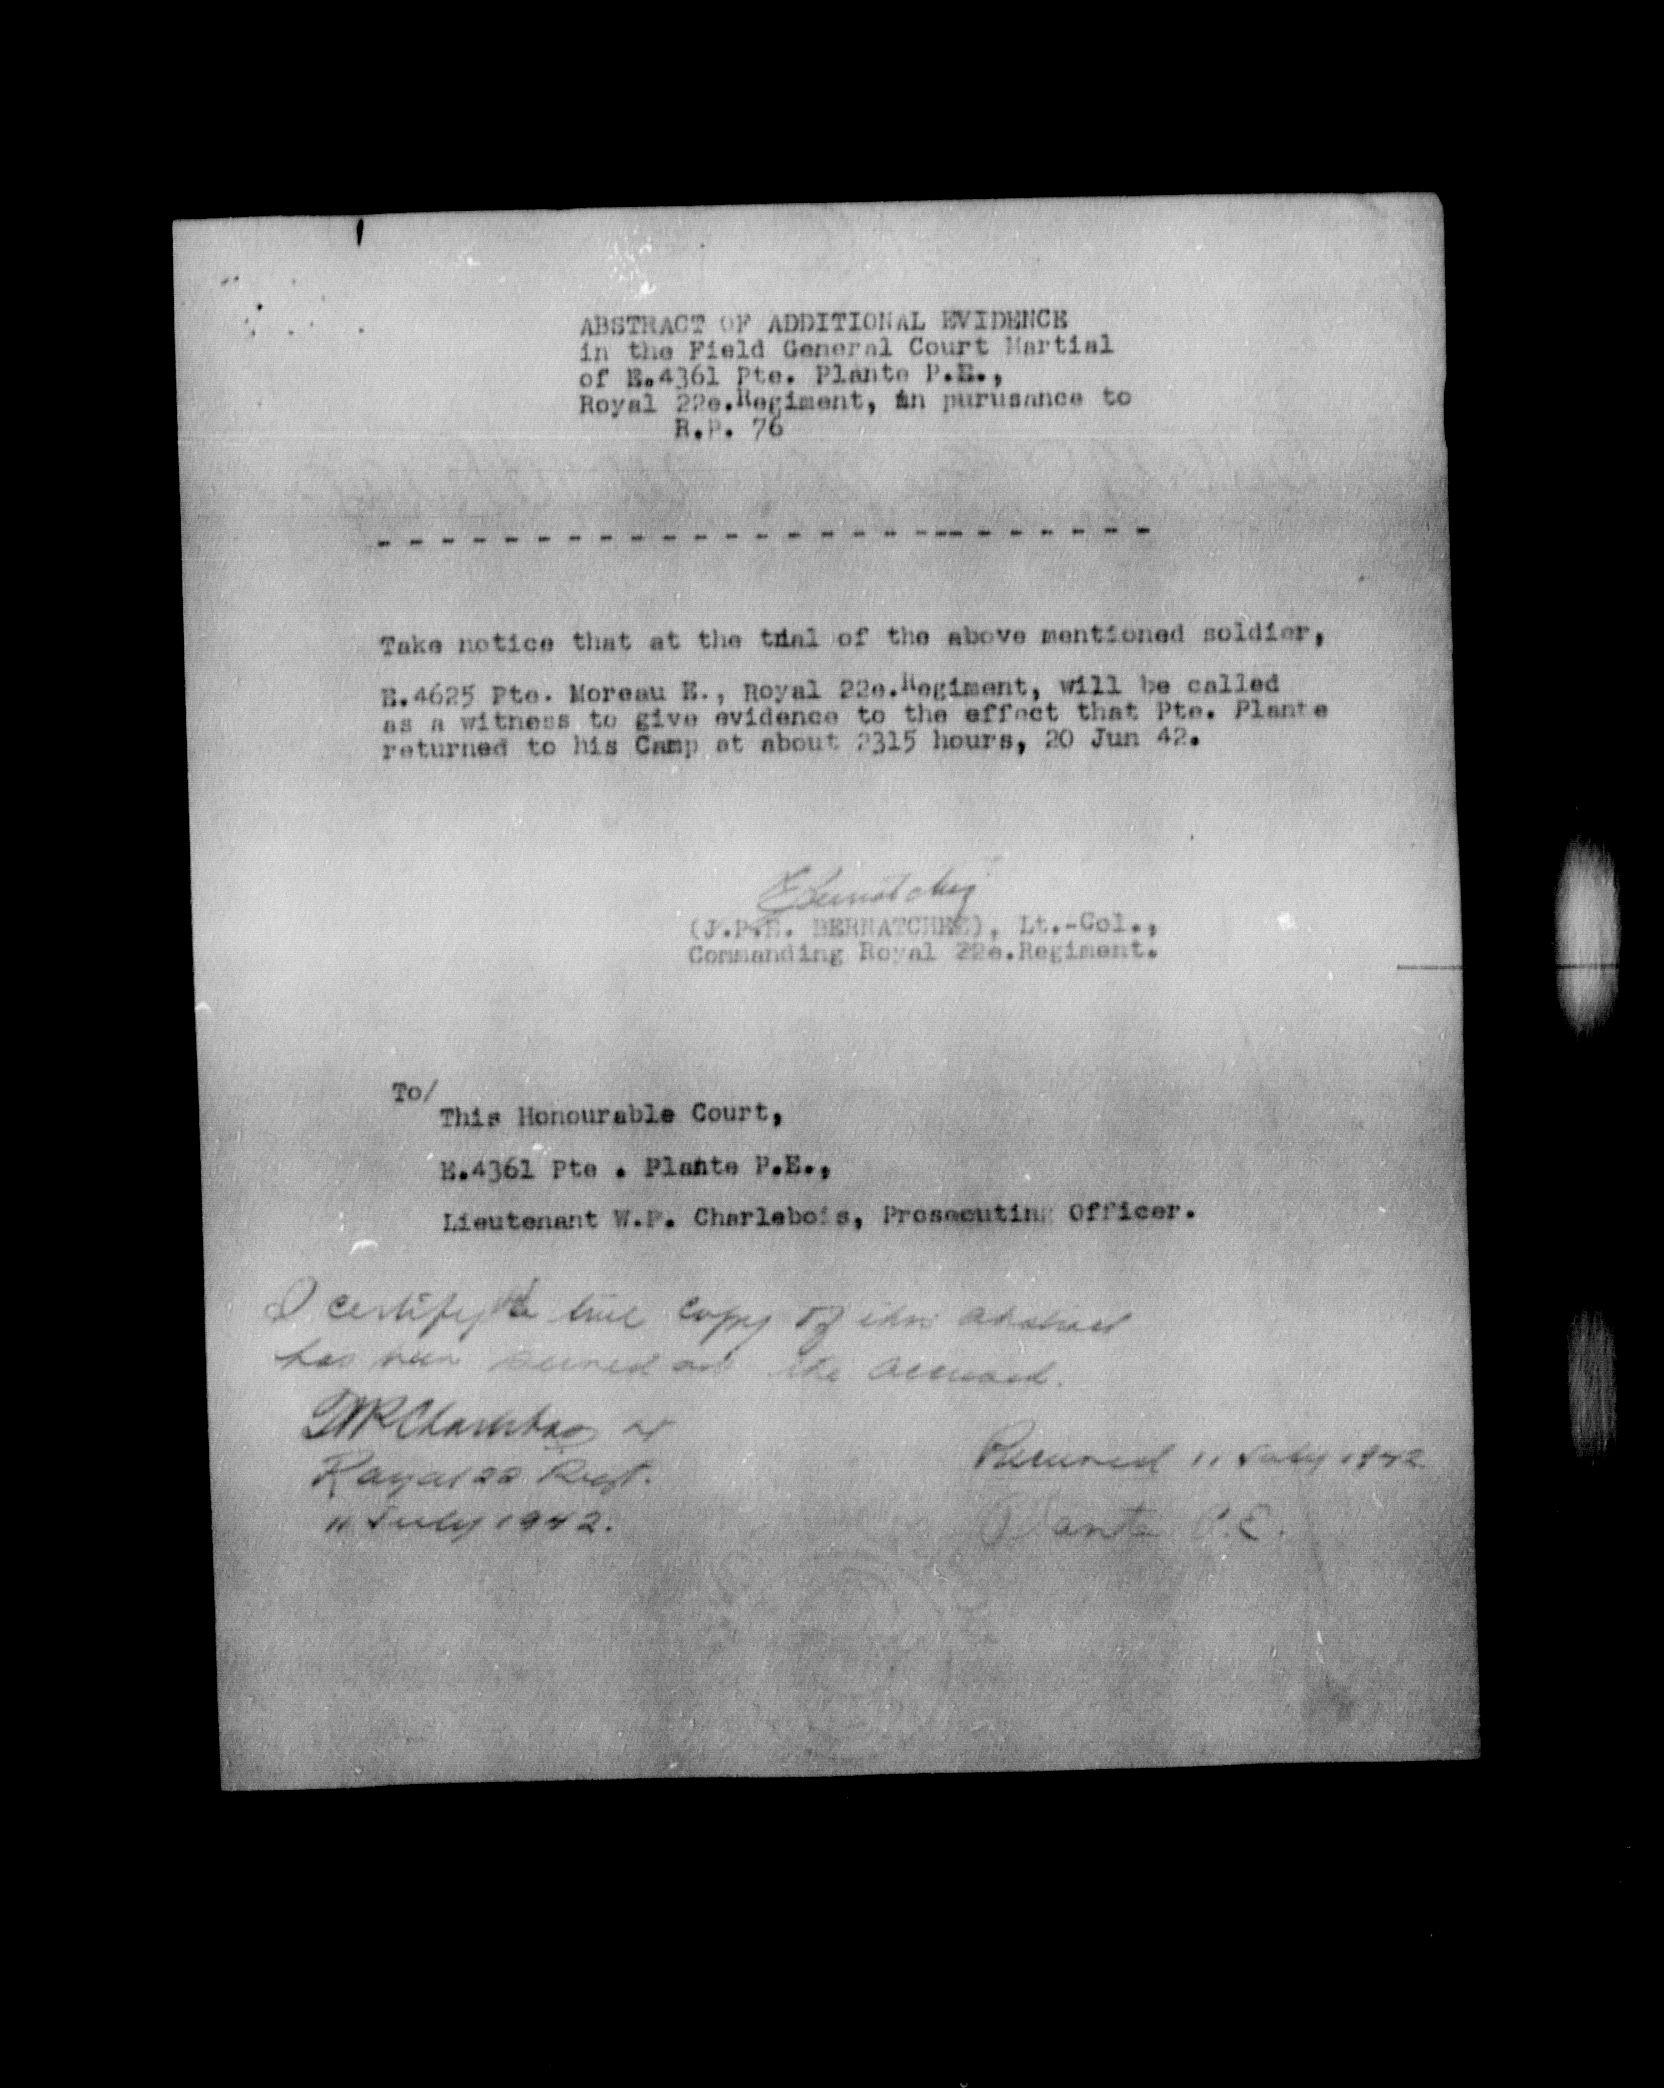 ABSTRACT OF ADDITIONAL EVIDENCE
in the Field General Court Martial
of E.4361 Pte. Plante P.E.,
Royal 22e.Regiment, in purusance to
R.P. 76
- - - - - - - - - - - - - - - - - - -- - - - - - -
Take notice that at the trial of the above mentioned soldier,
E.4625 Pte. Moreau E., Royal 22e.Regiment, will be called
as a witness to give evidence to the effect that Pte. Plante
returned to his Camp at about 2315 hours, 20 Jun 42.
(J.P.E. BERNATCHEZ), Lt.-Col.,
Commanding Royal 22e.Regiment.
To/
This Honourable Court,
E.4361 Pte . Plante P.E.,
Lieutenant W.P. Charlebois, Prosecuting Officer.
I certify that a true copy of this abstract
has been served on the accused.
Royal 22 Regt.
11 July 1942.
Received 11 July 1942
Plante P.E.